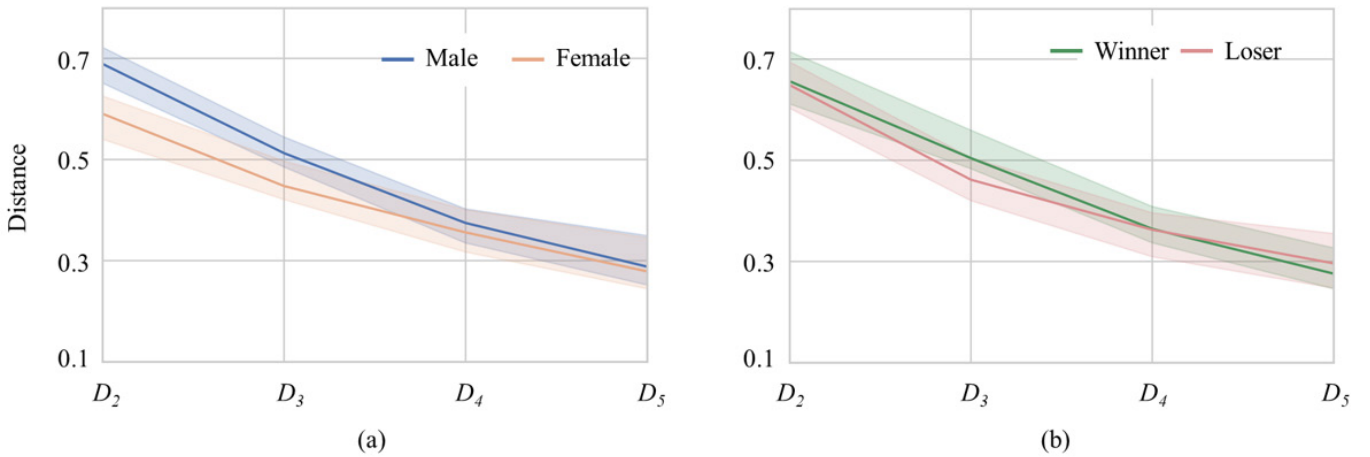 Distance
0.7
0.5
0.3
0.1
Male Female
D2 D3 D4 D5
(a)
0.7
0.5
0.3
0.1
Winner Loser
D2 D3 D4 D5
(b)